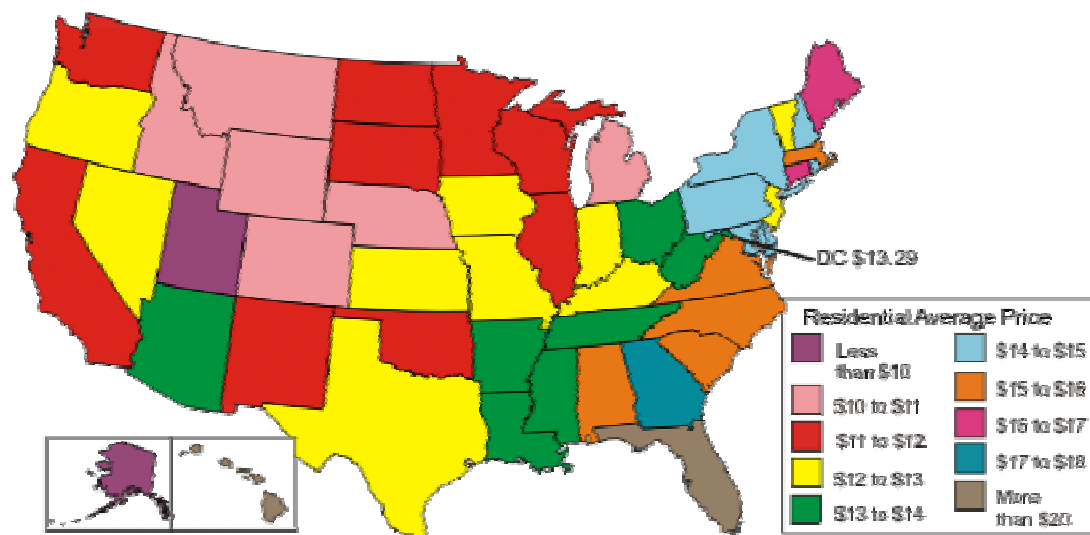 DC $13.29
Residential Average Price
Less
than $10
$10 to $11
$11 to $12
$12 to $13
$13 to $14
$14 to $15
$15 to $16
$16 to $17
$17 to $18
More
than $20